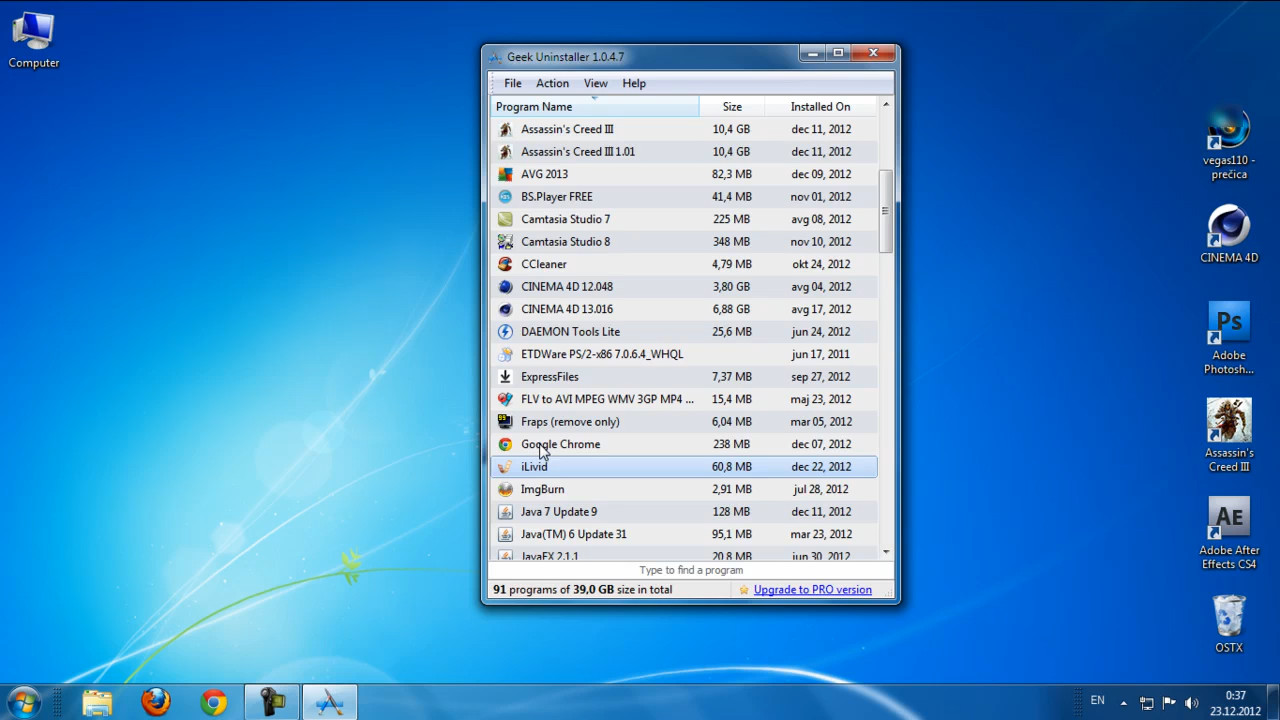 Computer
Geek Uninstaller 1.0.4.7
File Action View Help
Program Name Size Installed On
Assassin's Creed III 10,4 GB dec 11, 2012
Assassin's Creed III 1.01 10,4 GB dec 11, 2012
AVG 2013 82,3 MB dec 09, 2012
BS.Player FREE 41,4 MB nov 01, 2012
Camtasia Studio 7 225 MB avg 08, 2012
Camtasia Studio 8 348 MB nov 10, 2012
CCleaner 4,79 MB okt 24, 2012
CINEMA 4D 12.048 3,80 GB avg 04, 2012
CINEMA 4D 13.016 6,88 GB avg 17, 2012
DAEMON Tools Lite 25,6 MB jun 24, 2012
ETDWare PS/2-x86 7.0.6.4_WHQL jun 17, 2011
ExpressFiles 7,37 MB sep 27, 2012
FLV to AVI MPEG WMV 3GP MP4 ... 15,4 MB maj 23, 2012
Fraps (remove only) 6,04 MB mar 05, 2012
Google Chrome 238 MB dec 07, 2012
iLivid 60,8 MB dec 22, 2012
ImgBurn 2,91 MB jul 28, 2012
Java 7 Update 9 128 MB dec 11, 2012
Java(TM) 6 Update 31 95,1 MB mar 23, 2012
JavaFX 2.1.1 20,8 MB jun 30, 2012
Type to find a program
91 programs of 39,0 GB size in total Upgrade to PRO version
vegas110 -
prečica
CINEMA 4D
Ps
Adobe
Photosh...
Assassin's
Creed III
AE
Adobe After
Effects CS4
OSTX
EN
0:37
23.12.2012